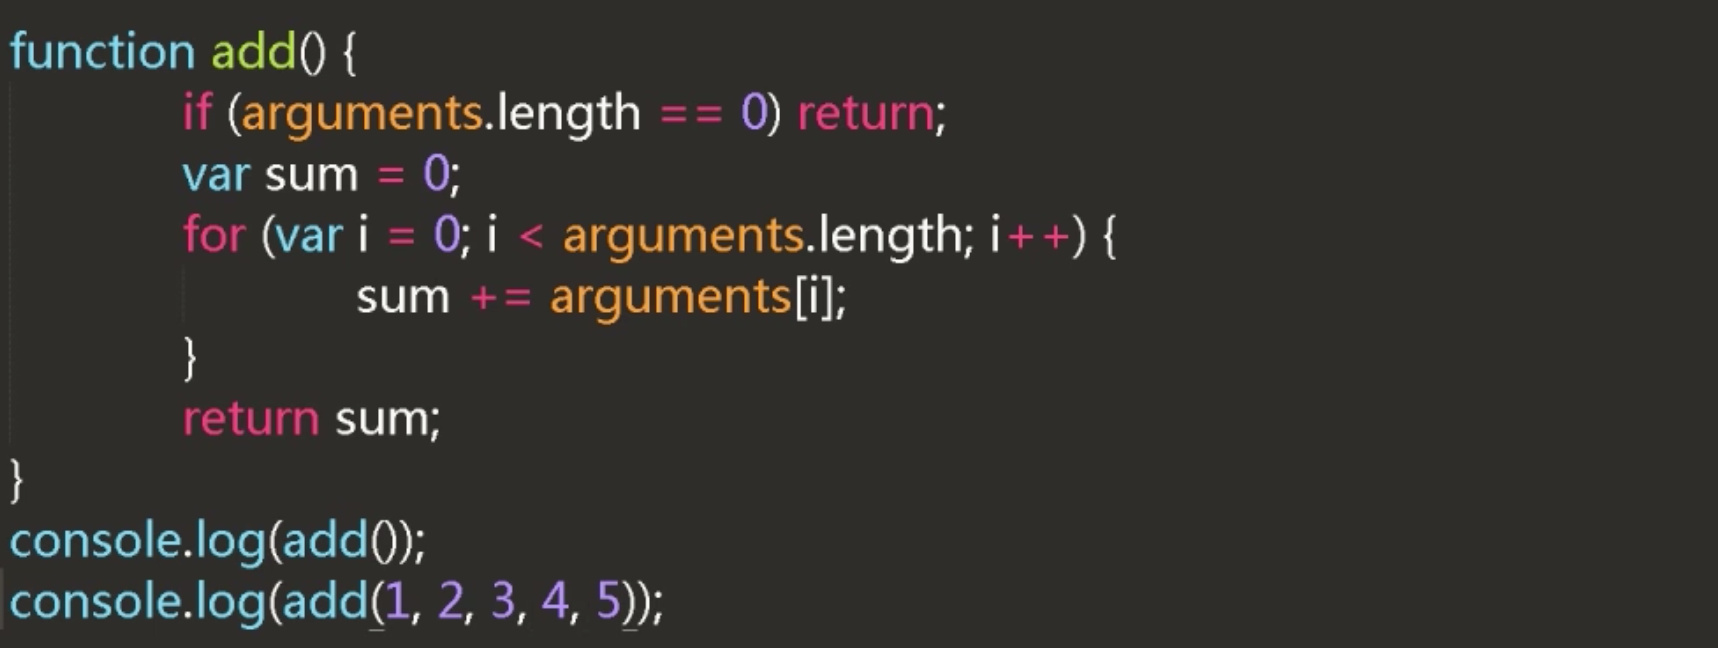 function add() {
if (arguments.length == 0) return;
var sum = 0;
for (var i = 0; i < arguments.length; i++) {
sum += arguments[i];
}
return sum;
}
console.log(add());
console.log(add(1, 2, 3, 4, 5));